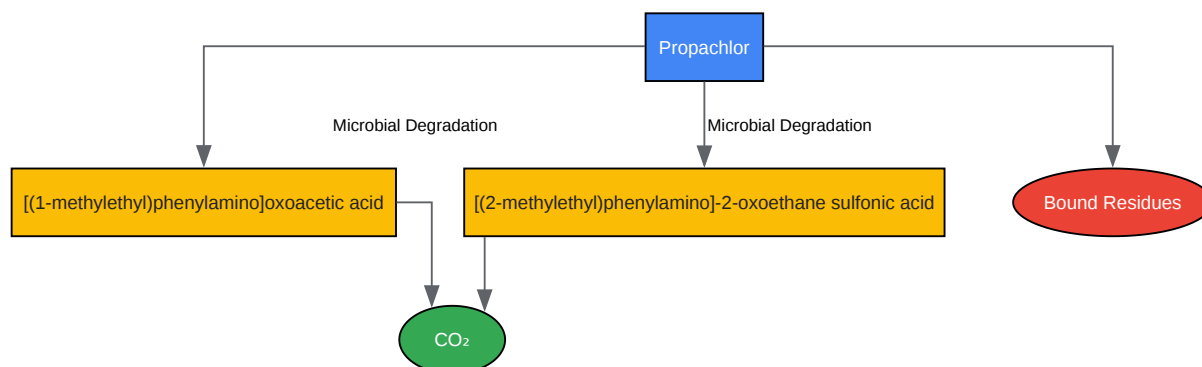 Propachlor
Microbial Degradation
Microbial Degradation
[(1-methylethyl)phenylamino]oxoacetic acid
[(2-methylethyl)phenylamino]-2-oxoethane sulfonic acid
Bound Residues
CO₂